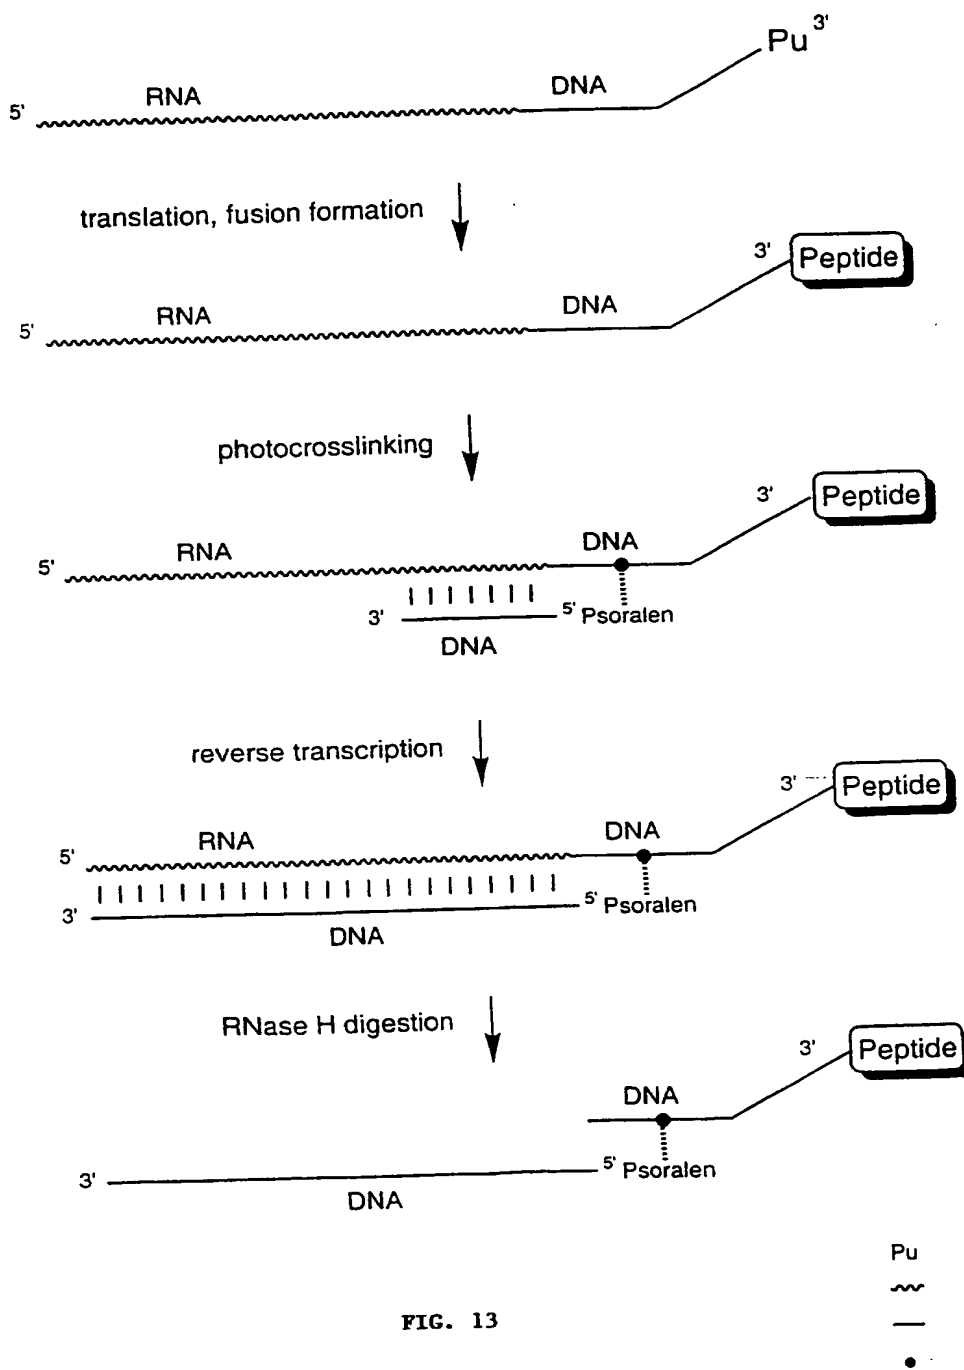 Pu 3'
5' RNA DNA
translation, fusion formation
3' Peptide
5' RNA DNA
photocrosslinking
3' Peptide
5' RNA DNA
3' 5' Psoralen
DNA
reverse transcription
3' Peptide
5' RNA DNA
3' 5' Psoralen
DNA
RNase H digestion
3' Peptide
DNA
3' 5' Psoralen
DNA
Pu
FIG. 13